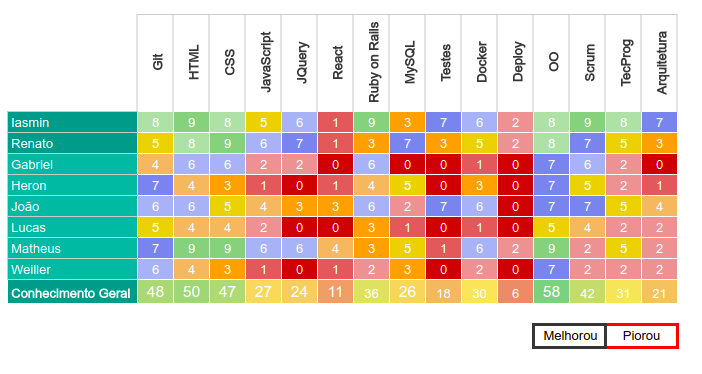 Git HTML CSS JavaScript JQuery React Ruby on Rails MySQL Testes Docker Deploy OO Scrum TecProg Arquitetura
Iasmin 8 9 8 5 6 1 9 3 7 6 2 8 9 8 7
Renato 5 8 9 6 7 1 3 7 3 5 2 8 7 5 3
Gabriel 4 6 6 2 2 0 6 0 0 1 0 7 6 2 0
Heron 7 4 3 1 0 1 4 5 0 3 0 7 5 2 1
João 6 6 5 4 3 3 6 2 7 6 0 7 7 5 4
Lucas 5 4 4 2 0 0 3 1 0 1 0 5 4 2 2
Matheus 7 9 9 6 6 4 3 5 1 6 2 9 2 5 2
Weiller 6 4 3 1 0 1 2 3 0 2 0 7 2 2 2
Conhecimento Geral 48 50 47 27 24 11 36 26 18 30 6 58 42 31 21
Melhorou Piorou